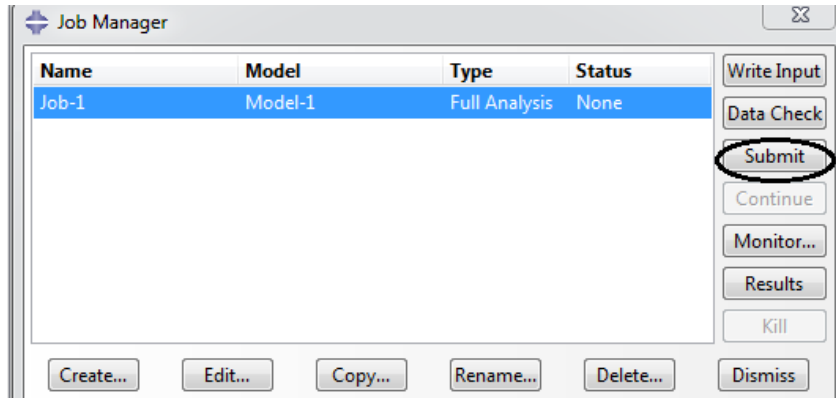 Job Manager
Name Model Type Status Write Input
Job-1 Model-1 Full Analysis None Data Check
Submit
Continue
Monitor...
Results
Kill
Create... Edit... Copy... Rename... Delete... Dismiss